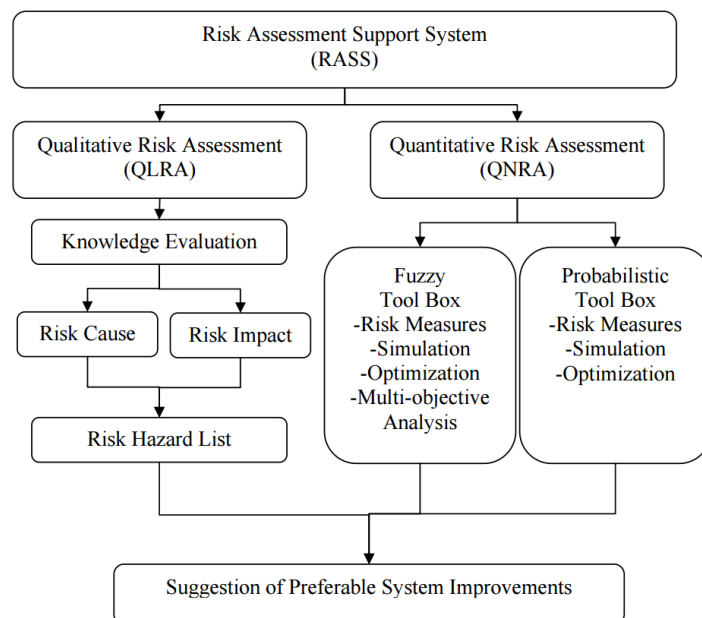 Risk Assessment Support System
(RASS)
Qualitative Risk Assessment
(QLRA)
Quantitative Risk Assessment
(QNRA)
Knowledge Evaluation
Risk Cause
Risk Impact
Risk Hazard List
Fuzzy
Tool Box
-Risk Measures
-Simulation
-Optimization
-Multi-objective
Analysis
Probabilistic
Tool Box
-Risk Measures
-Simulation
-Optimization
Suggestion of Preferable System Improvements